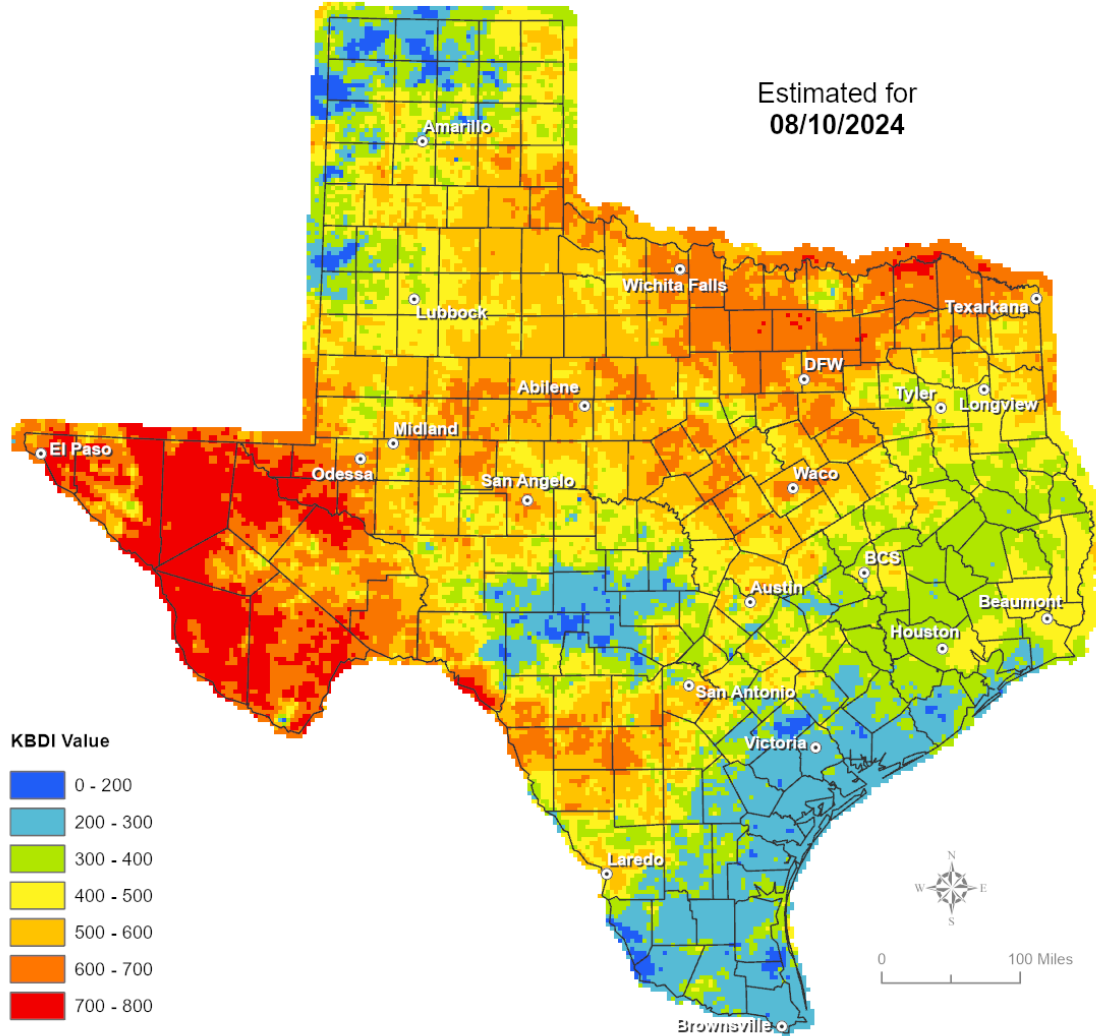 Estimated for
08/10/2024
Amarillo
Wichita Falls
Lubbock
Texarkana
DFW
Abilene
Tyler
Longview
Midland
El Paso
Odessa
San Angelo
Waco
BCS
Austin
Beaumont
Houston
San Antonio
Victoria
Laredo
Brownsville
KBDI Value
0 - 200
200 - 300
300 - 400
400 - 500
500 - 600
600 - 700
700 - 800
N
W E
S
0 100 Miles